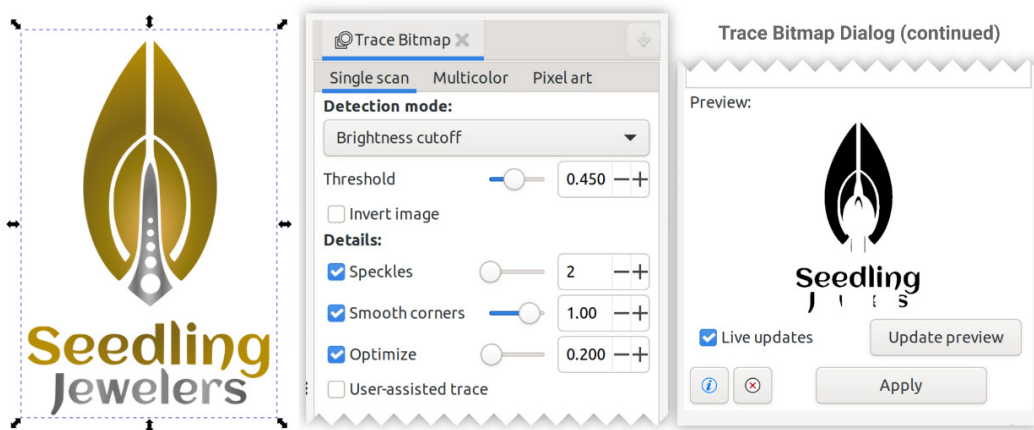 Seedling
Jewelers
Trace Bitmap
Single scan Multicolor Pixel art
Detection mode:
Brightness cutoff
Threshold 0.450
Invert image
Details:
Speckles 2
Smooth corners 1.00
Optimize 0.200
User-assisted trace
Trace Bitmap Dialog (continued)
Preview:
Seedling
Live updates Update preview
Apply